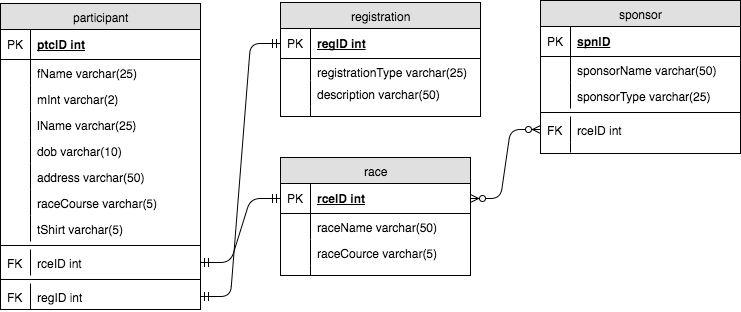 participant
PK ptcID int
fName varchar(25)
mInt varchar(2)
lName varchar(25)
dob varchar(10)
address varchar(50)
raceCourse varchar(5)
tShirt varchar(5)
FK rceID int
FK regID int
registration
PK regID int
registrationType varchar(25)
description varchar(50)
race
PK rceID int
raceName varchar(50)
raceCource varchar(5)
sponsor
PK spnID
sponsorName varchar(50)
sponsorType varchar(25)
FK rceID int